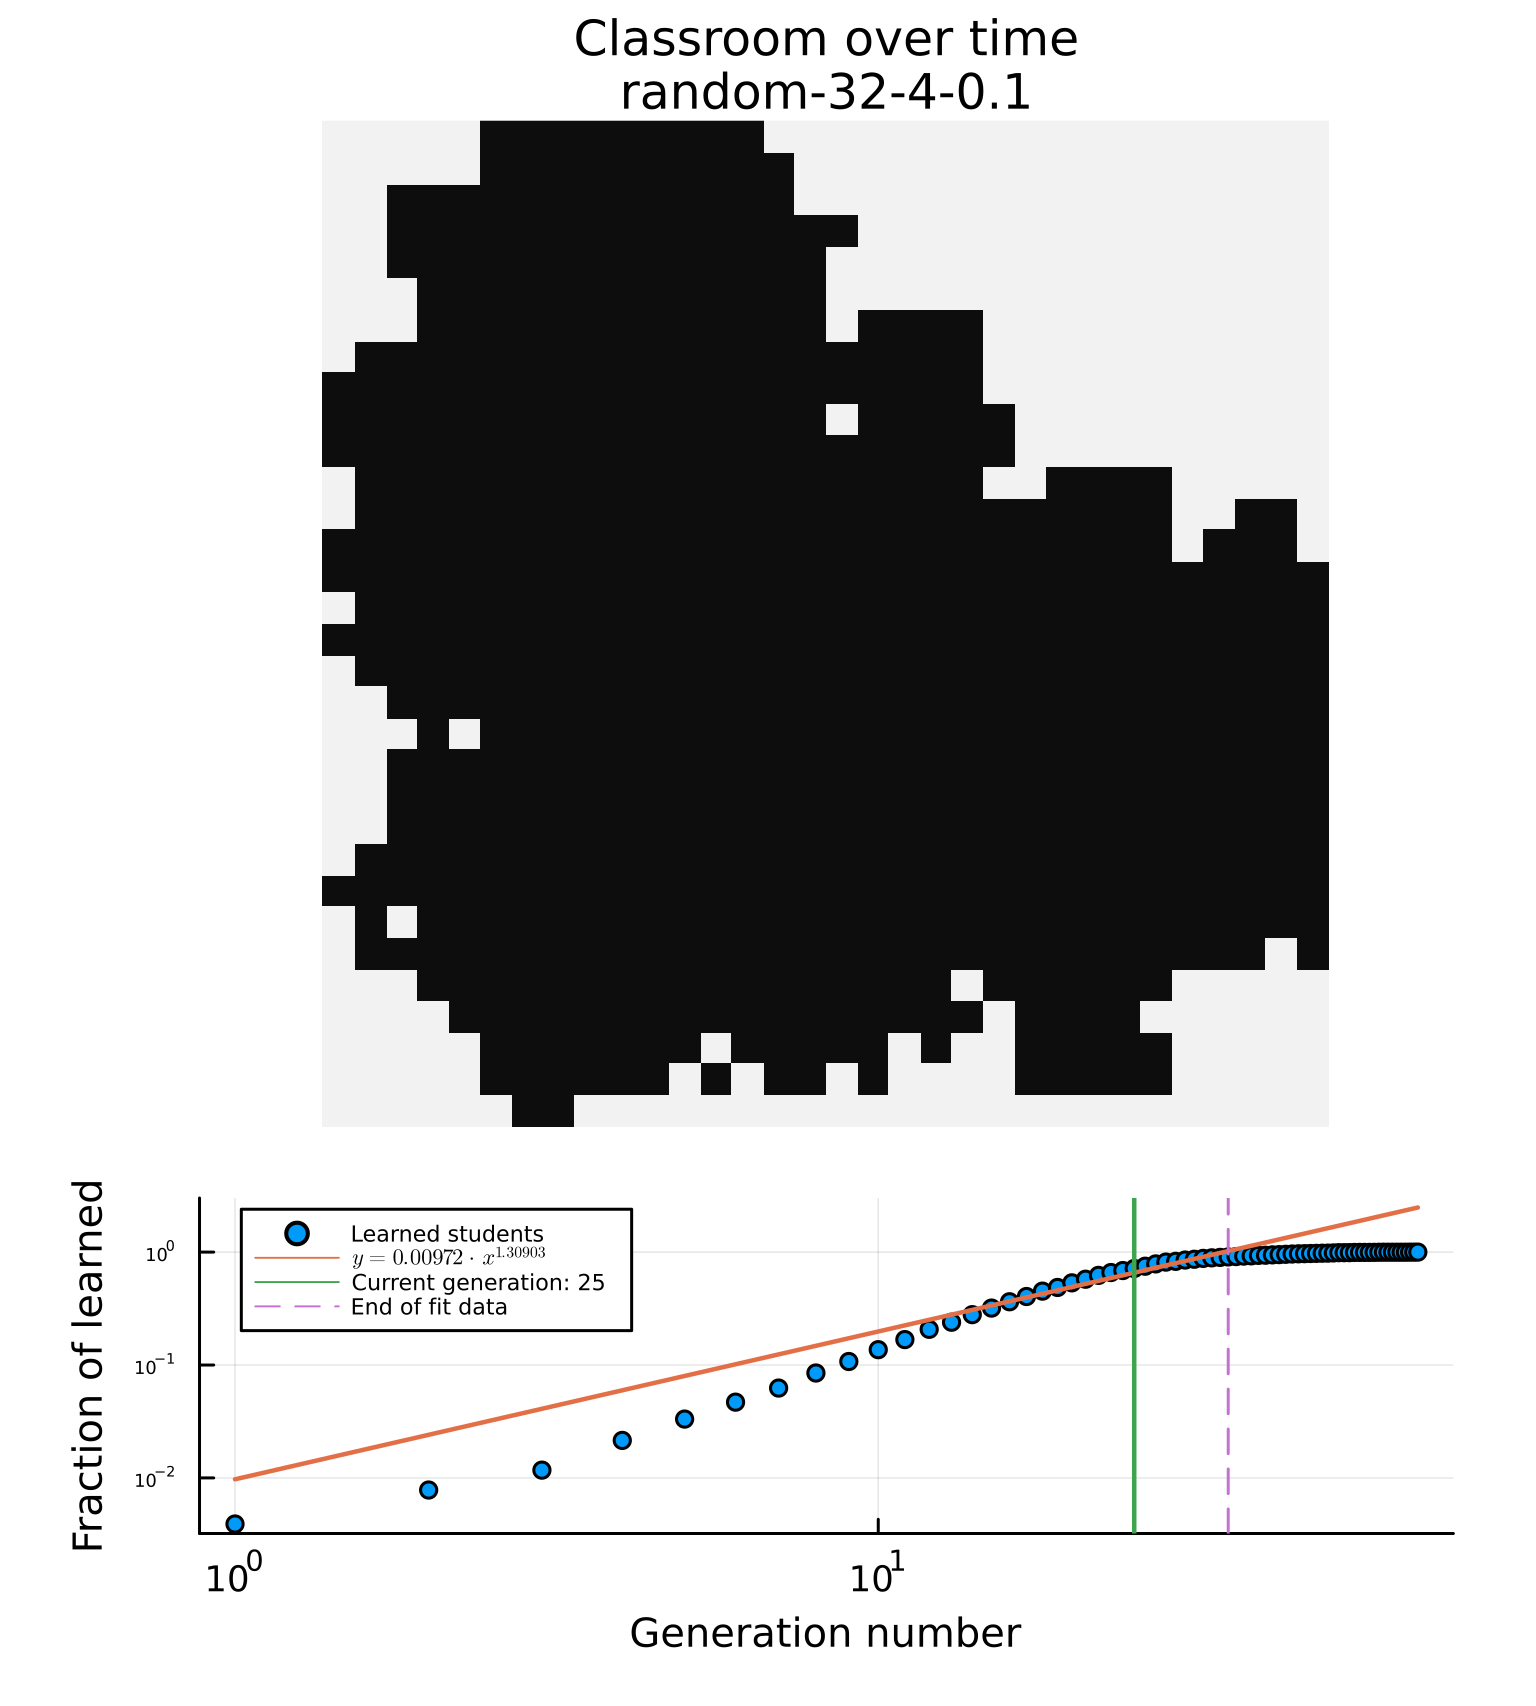 Classroom over time
random-32-4-0.1
Fraction of learned
10^0
10^-1
10^-2
Learned students
y = 0.00972 · x^1.30903
Current generation: 25
End of fit data
10^0
10^1
Generation number